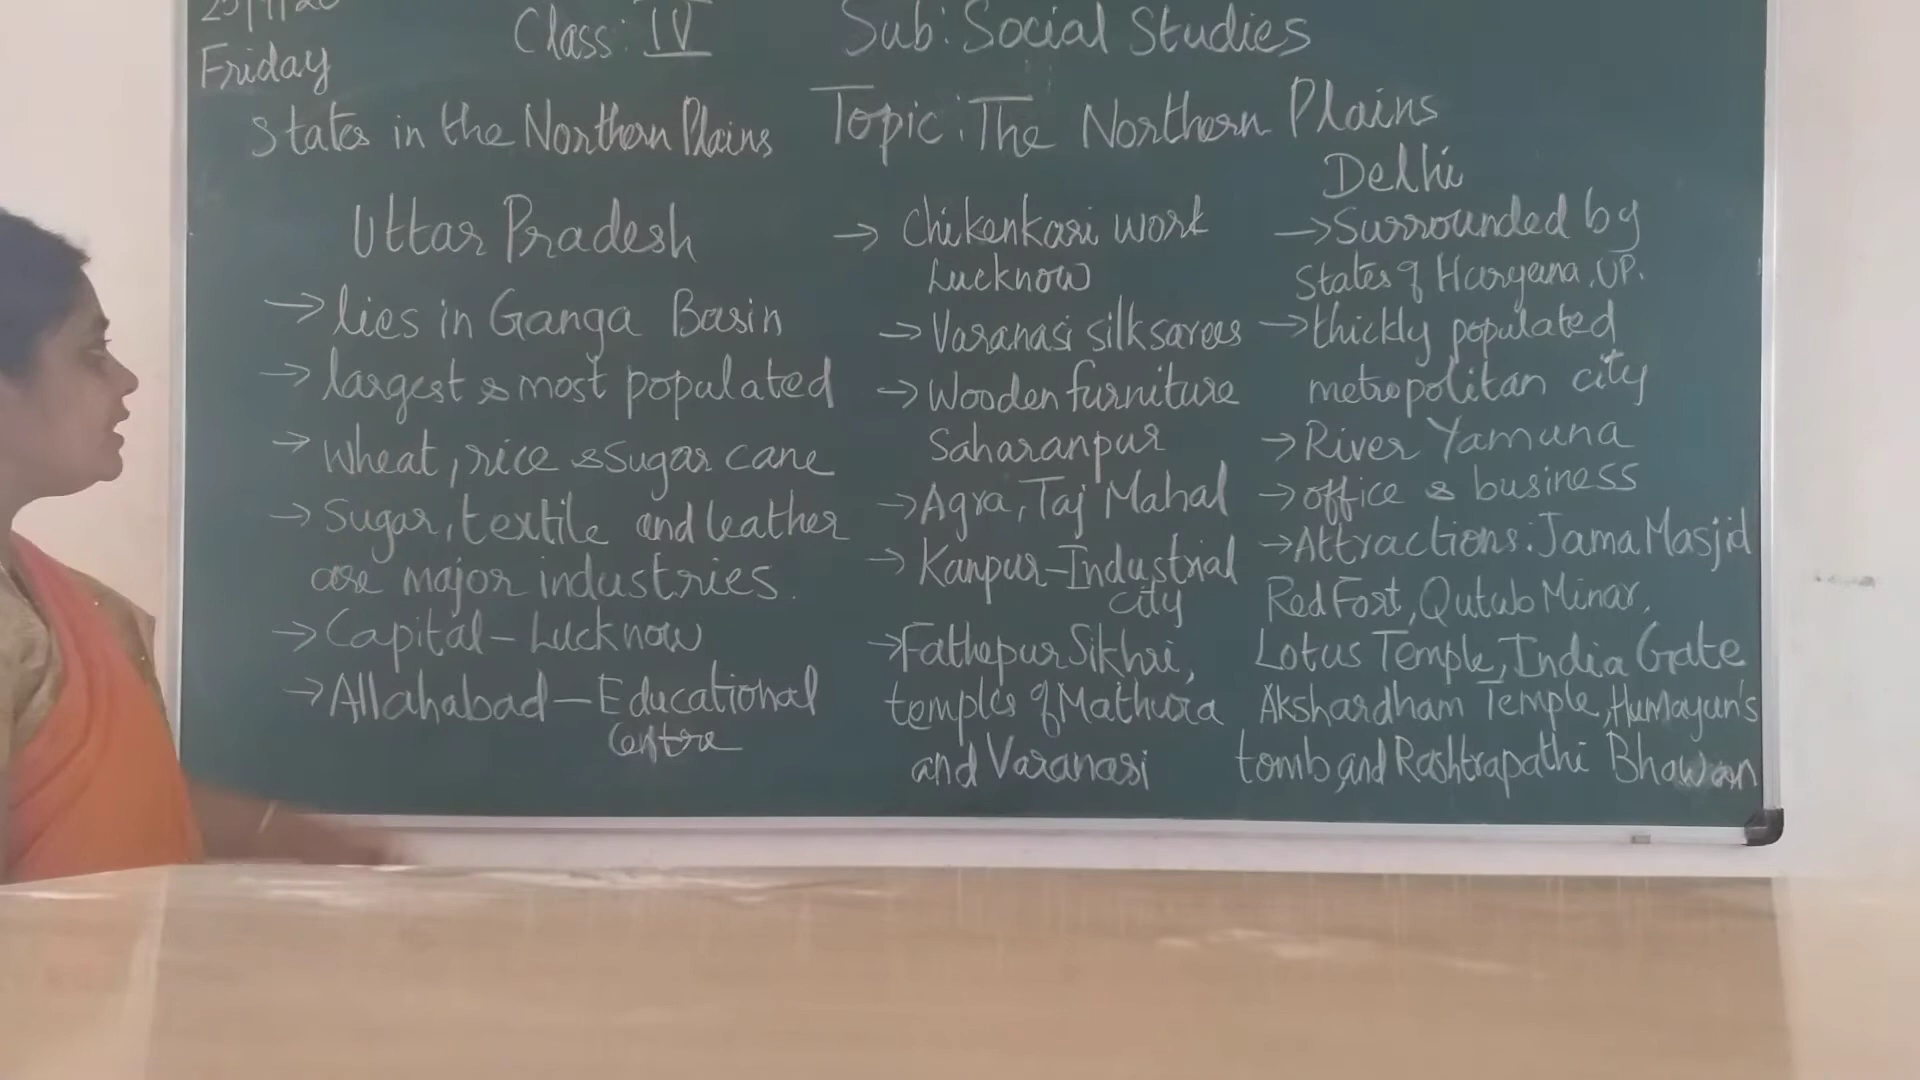 Friday
Class: IV
Sub: Social Studies
Topic: The Northern Plains
States in the Northern Plains
Uttar Pradesh
→ lies in Ganga Basin
→ largest & most populated
→ Wheat, rice & sugar cane
→ Sugar, textile and leather
are major industries.
→ Capital - Lucknow
→ Allahabad - Educational
Centre
→ Chikenkari work
Lucknow
→ Varanasi silk sarees
→ Wooden furniture
Saharanpur
→ Agra, Taj Mahal
→ Kanpur - Industrial
city
→ Fathepur Sikhri,
temples of Mathura
and Varanasi
Delhi
→ Surrounded by
States of Haryana, UP.
→ thickly populated
metropolitan city
→ River Yamuna
→ office & business
→ Attractions: Jama Masjid
Red Fort, Qutub Minar,
Lotus Temple, India Gate
Akshardham Temple, Humayun's
tomb, and Rashtrapathi Bhawan